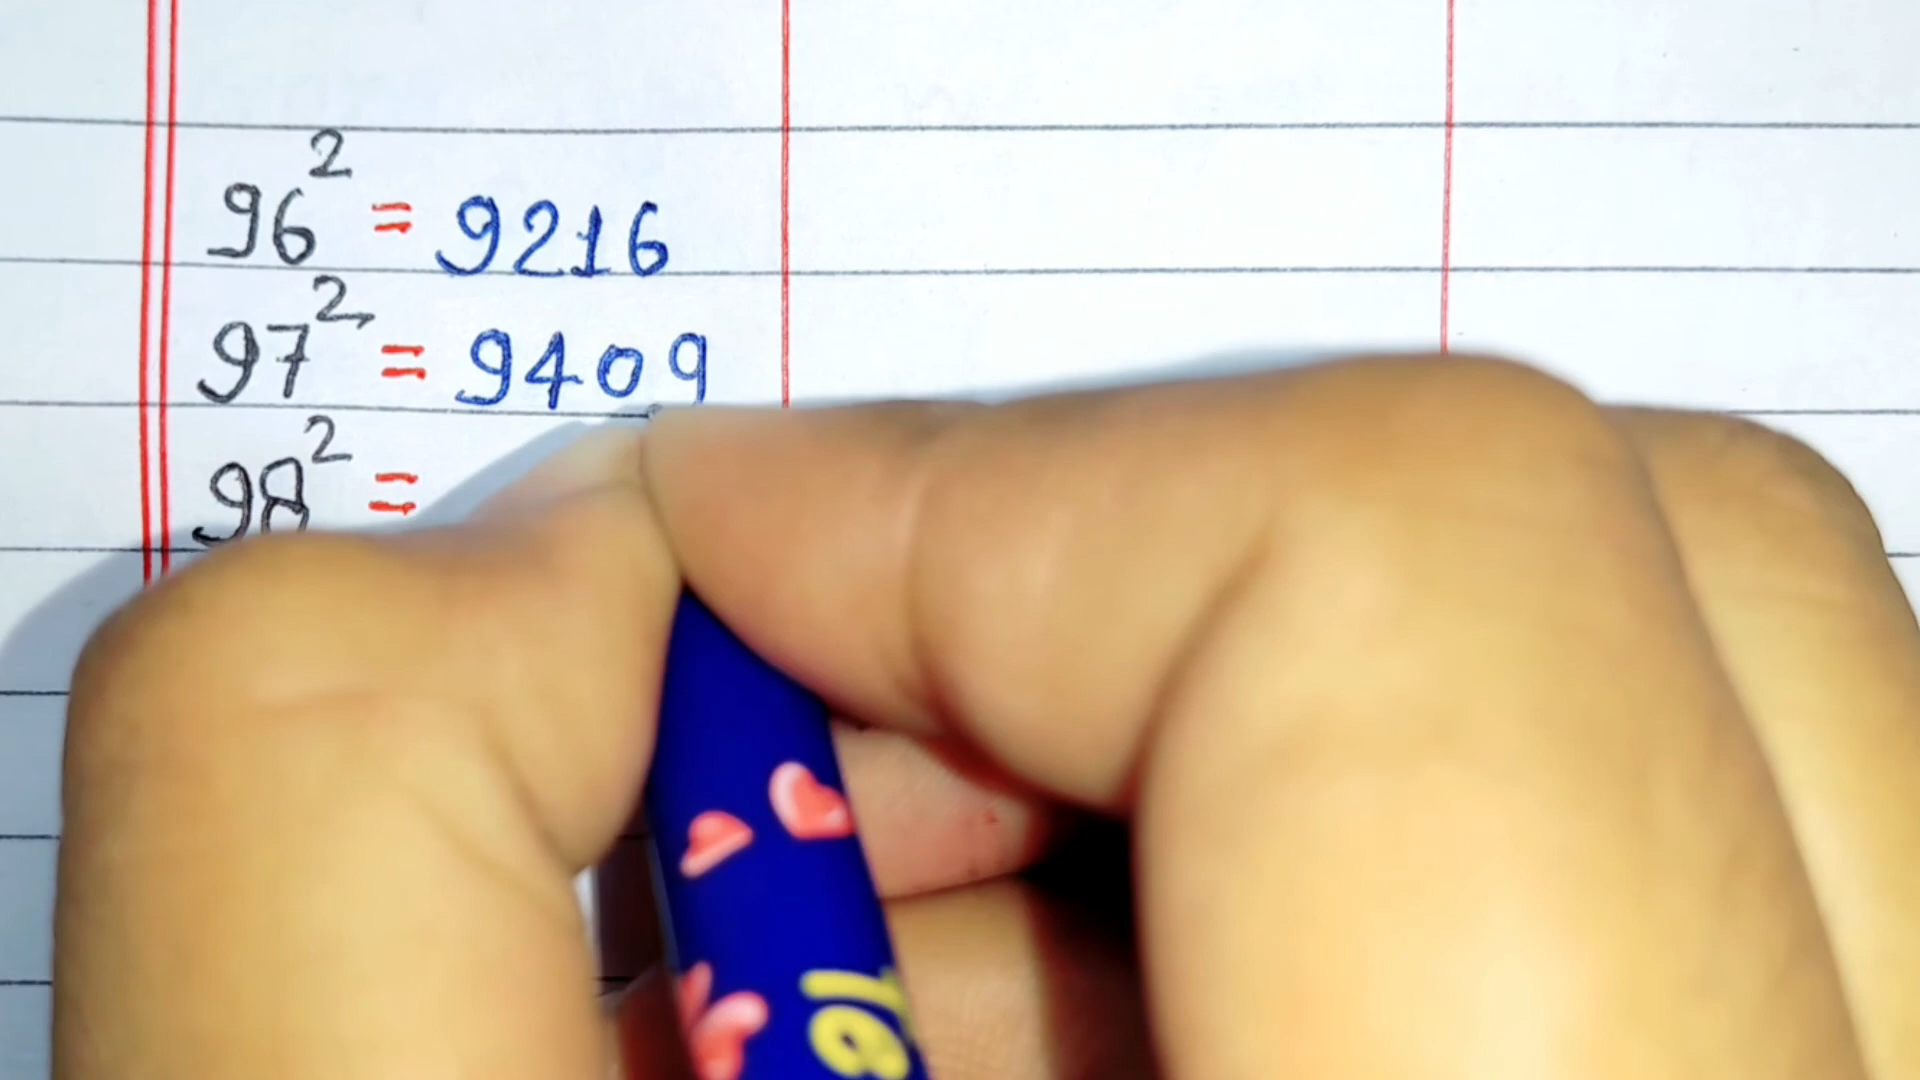 96² = 9216
97² = 9409
98² =